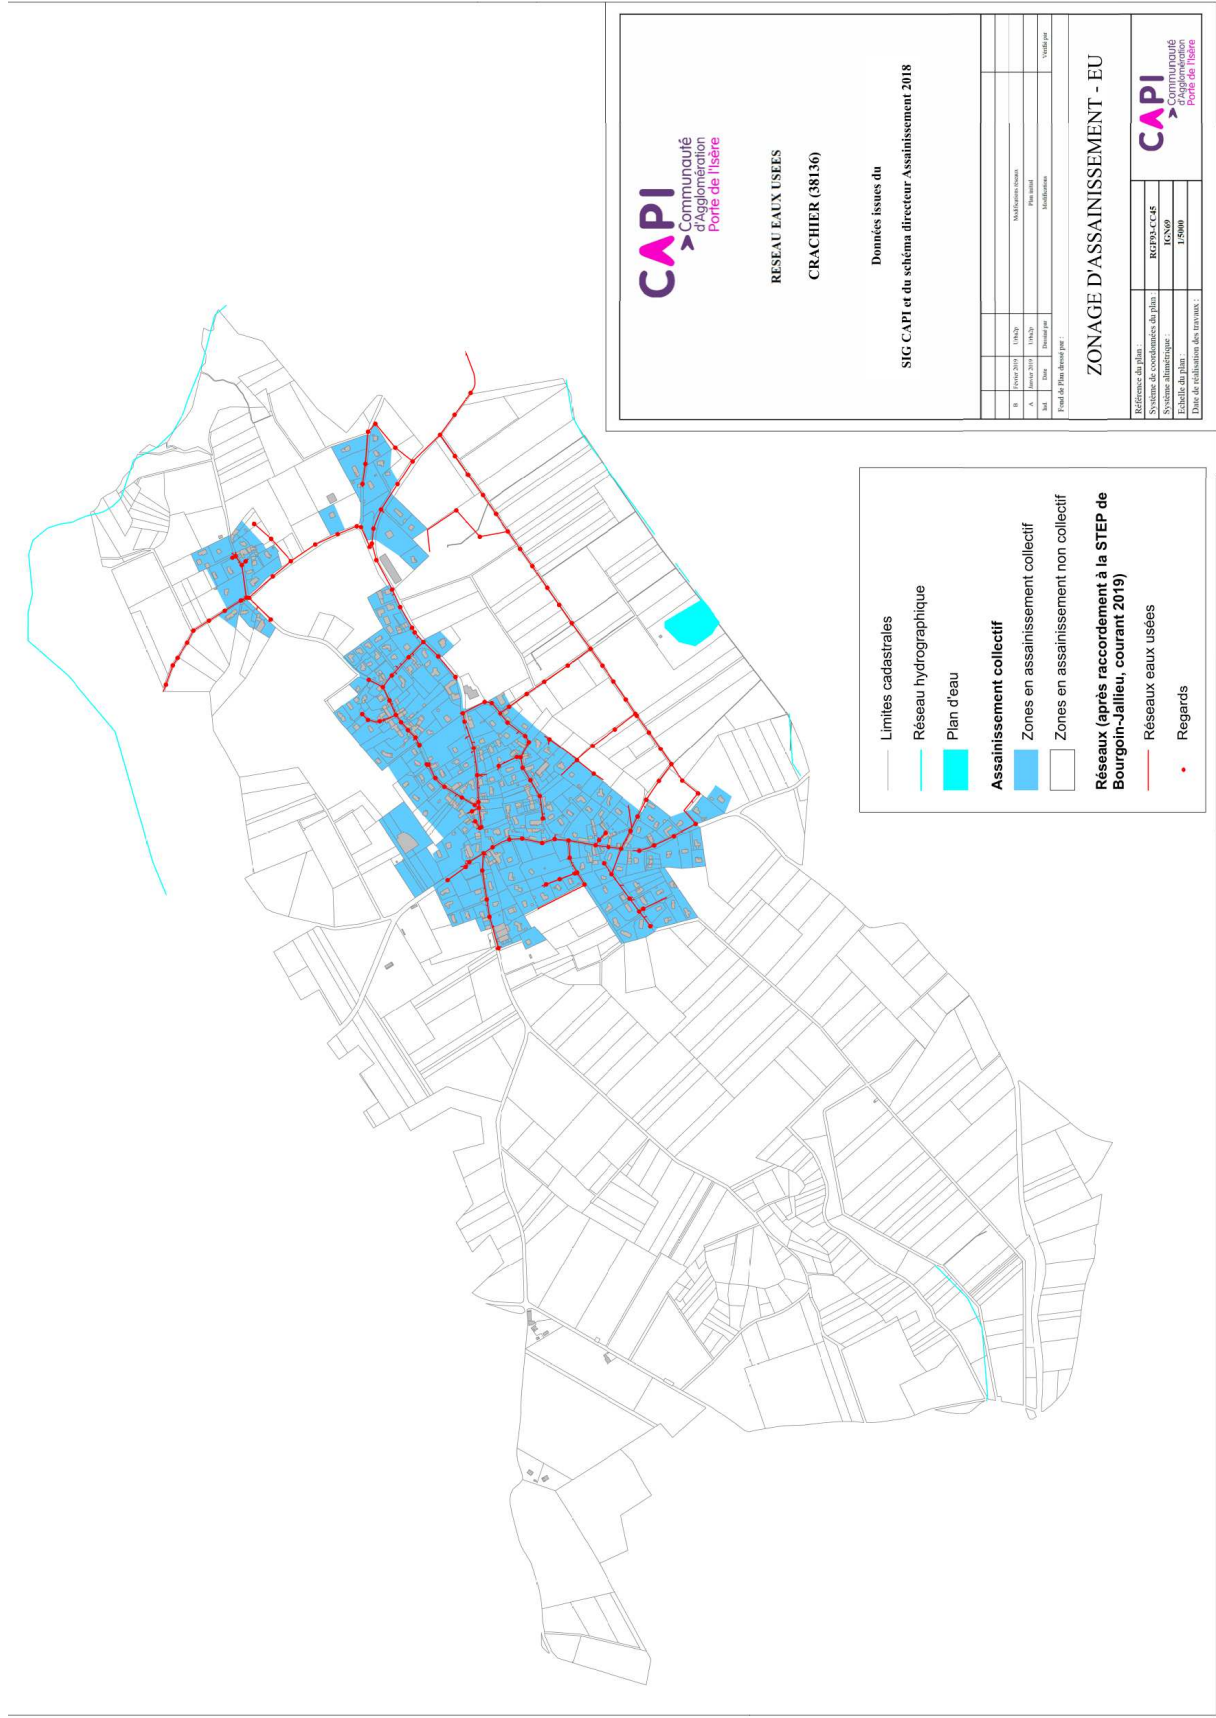 CAPI
Communauté
d'Agglomération
Porte de l'Isère
RESEAU EAUX USEES
CRACHIER (38136)
Données issues du
SIG CAPI et du schéma directeur Assainissement 2018
B Février 2019 Urba2p Modifications réseaux
A Janvier 2019 Urba2p Plan initial
Ind. Date Dessiné par Modifications Vérifié par
Fond de Plan dressé par :
ZONAGE D'ASSAINISSEMENT - EU
Référence du plan :
Système de coordonnées du plan : RGF93-CC45
Système altimétrique : IGN69
Echelle du plan : 1/5000
Date de réalisation des travaux :
CAPI
Communauté
d'Agglomération
Porte de l'Isère
Limites cadastrales
Réseau hydrographique
Plan d'eau
Assainissement collectif
Zones en assainissement collectif
Zones en assainissement non collectif
Réseaux (après raccordement à la STEP de
Bourgoin-Jallieu, courant 2019)
Réseaux eaux usées
Regards